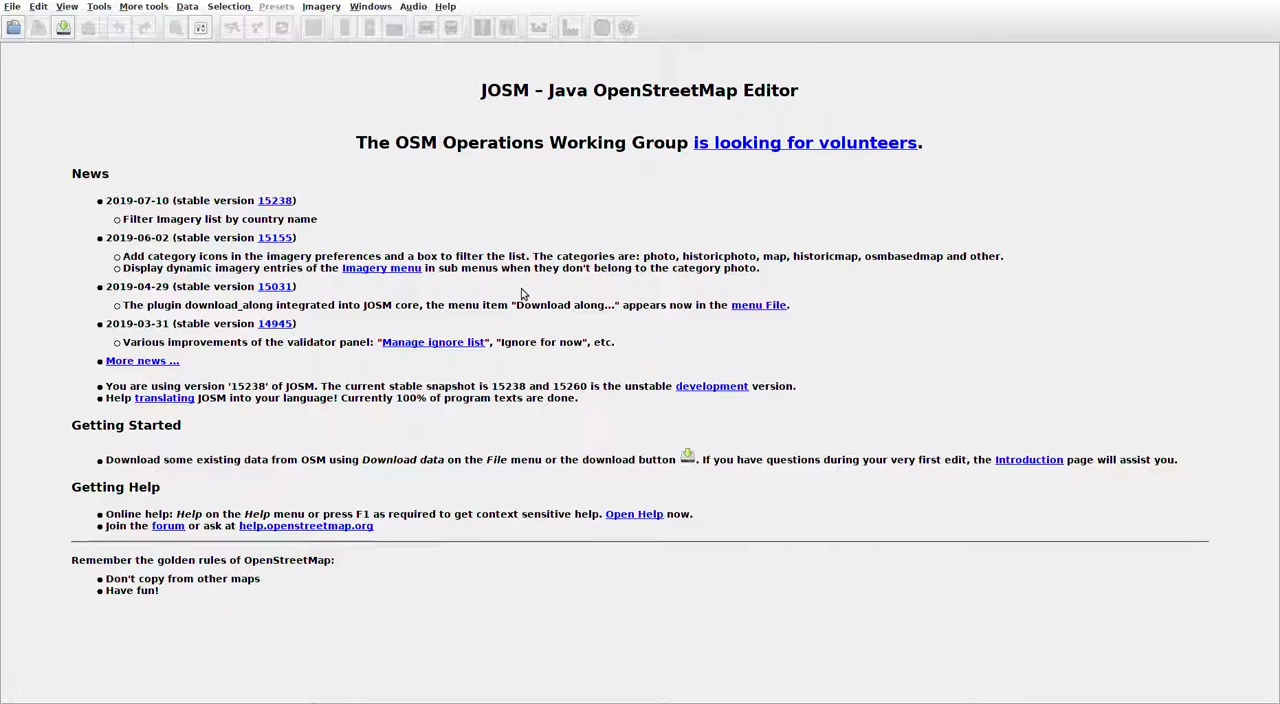 File Edit View Tools More tools Data Selection Presets Imagery Windows Audio Help
JOSM – Java OpenStreetMap Editor
The OSM Operations Working Group is looking for volunteers.
News
2019-07-10 (stable version 15238)
Filter Imagery list by country name
2019-06-02 (stable version 15155)
Add category icons in the imagery preferences and a box to filter the list. The categories are: photo, historicphoto, map, historicmap, osmbasedmap and other.
Display dynamic imagery entries of the Imagery menu in sub menus when they don't belong to the category photo.
2019-04-29 (stable version 15031)
The plugin download_along integrated into JOSM core, the menu item "Download along..." appears now in the menu File.
2019-03-31 (stable version 14945)
Various improvements of the validator panel: "Manage ignore list", "Ignore for now", etc.
More news ...
You are using version '15238' of JOSM. The current stable snapshot is 15238 and 15260 is the unstable development version.
Help translating JOSM into your language! Currently 100% of program texts are done.
Getting Started
Download some existing data from OSM using Download data on the File menu or the download button . If you have questions during your very first edit, the Introduction page will assist you.
Getting Help
Online help: Help on the Help menu or press F1 as required to get context sensitive help. Open Help now.
Join the forum or ask at help.openstreetmap.org
Remember the golden rules of OpenStreetMap:
Don't copy from other maps
Have fun!